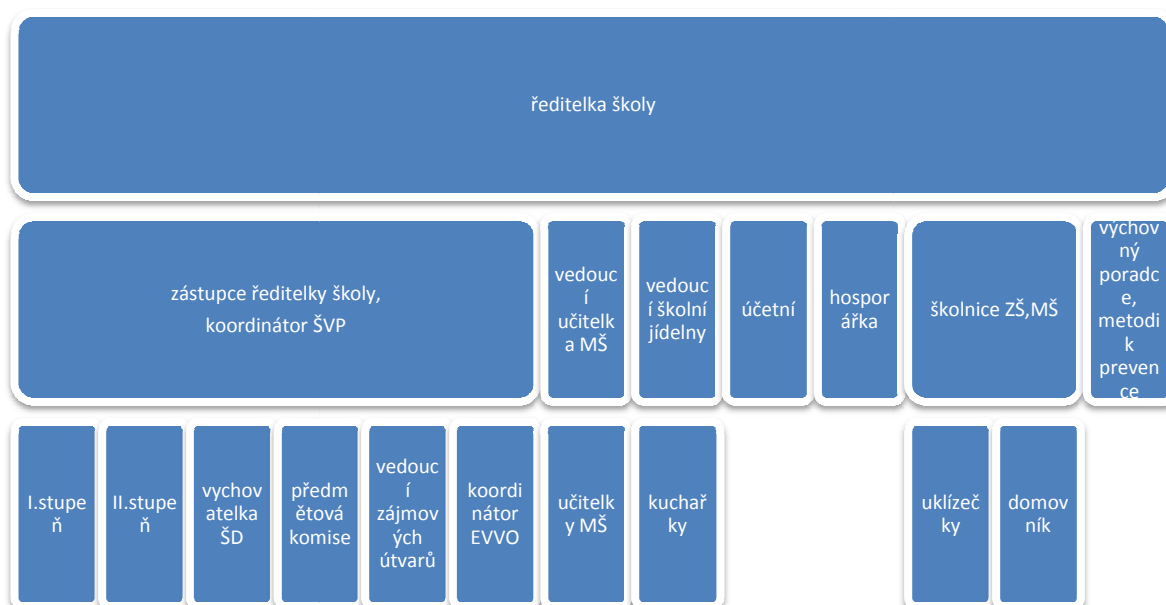 ředitelka školy
zástupce ředitelky školy,
koordinátor ŠVP
vedouc
í
učitelk
a MŠ
vedouc
í školní
jídelny
účetní
hospor
ářka
školnice ZŠ,MŠ
výchov
ný
poradc
e,
metodi
k
preven
ce
I.stupe
ň
II.stupe
ň
vychov
atelka
ŠD
předm
ětová
komise
vedouc
í
zájmov
ých
útvarů
koordi
nátor
EVVO
učitelk
y MŠ
kuchař
ky
uklízeč
ky
domov
ník